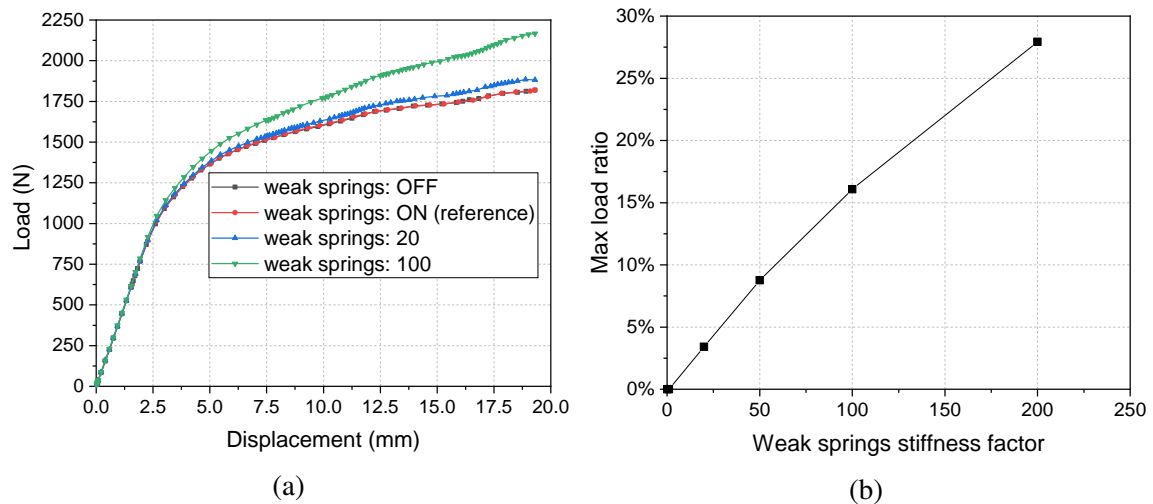 2250
2000
1750
1500
1250
1000
750
500
250
0
0.0 2.5 5.0 7.5 10.0 12.5 15.0 17.5 20.0
Load (N)
Displacement (mm)
weak springs: OFF
weak springs: ON (reference)
weak springs: 20
weak springs: 100
(a)
30%
25%
20%
15%
10%
5%
0%
0 50 100 150 200 250
Max load ratio
Weak springs stiffness factor
(b)